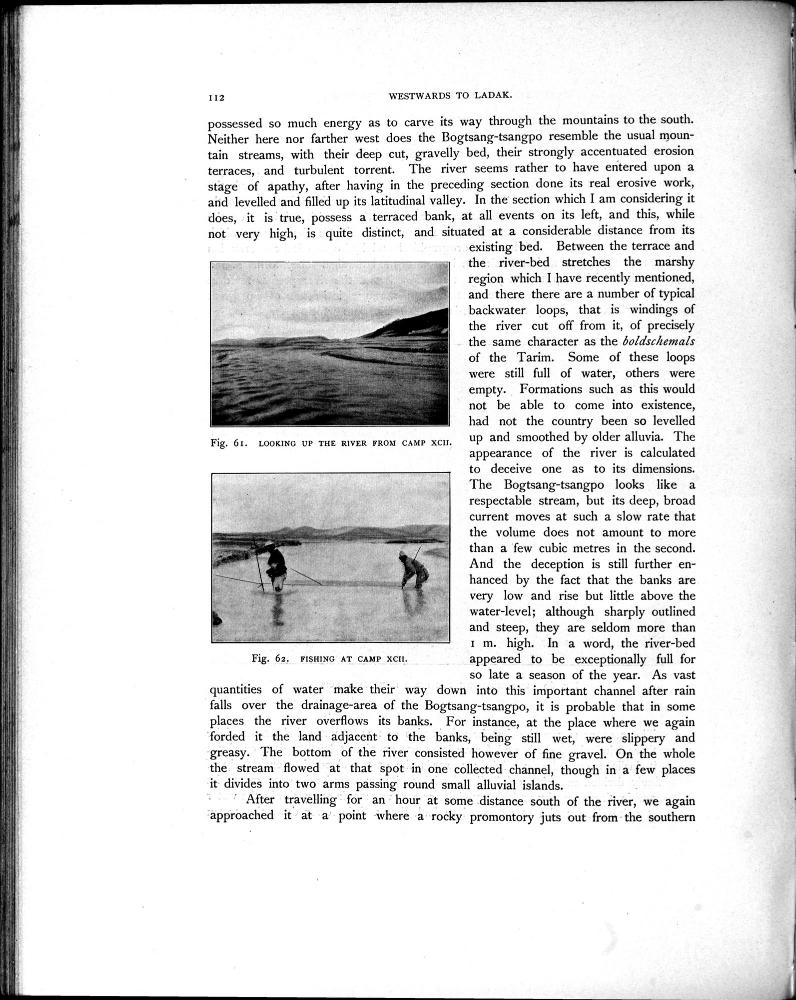 112
WESTWARDS TO LADAK.
possessed so much energy as to carve its way through the mountains to the south.
Neither here nor farther west does the Bogtsang-tsangpo resemble the usual moun-
tain streams, with their deep cut, gravelly bed, their strongly accentuated erosion
terraces, and turbulent torrent. The river seems rather to have entered upon a
stage of apathy, after having in the preceding section done its real erosive work,
and levelled and filled up its latitudinal valley. In the section which I am considering it
does, it is true, possess a terraced bank, at all events on its left, and this, while
not very high, is quite distinct, and situated at a considerable distance from its
existing bed. Between the terrace and
the river-bed stretches the marshy
region which I have recently mentioned,
and there there are a number of typical
backwater loops, that is windings of
the river cut off from it, of precisely
the same character as the boldschemals
of the Tarim. Some of these loops
were still full of water, others were
empty. Formations such as this would
not be able to come into existence,
had not the country been so levelled
up and smoothed by older alluvia. The
appearance of the river is calculated
to deceive one as to its dimensions.
The Bogtsang-tsangpo looks like a
respectable stream, but its deep, broad
current moves at such a slow rate that
the volume does not amount to more
than a few cubic metres in the second.
And the deception is still further en-
hanced by the fact that the banks are
very low and rise but little above the
water-level; although sharply outlined
and steep, they are seldom more than
1 m. high. In a word, the river-bed
appeared to be exceptionally full for
so late a season of the year. As vast
Fig. 61. LOOKING UP THE RIVER FROM CAMP XCII.
Fig. 62. FISHING AT CAMP XCII.
quantities of water make their way down into this important channel after rain
falls over the drainage-area of the Bogtsang-tsangpo, it is probable that in some
places the river overflows its banks. For instance, at the place where we again
forded it the land adjacent to the banks, being still wet, were slippery and
greasy. The bottom of the river consisted however of fine gravel. On the whole
the stream flowed at that spot in one collected channel, though in a few places
it divides into two arms passing round small alluvial islands.
After travelling for an hour at some distance south of the river, we again
approached it at a point where a rocky promontory juts out from the southern